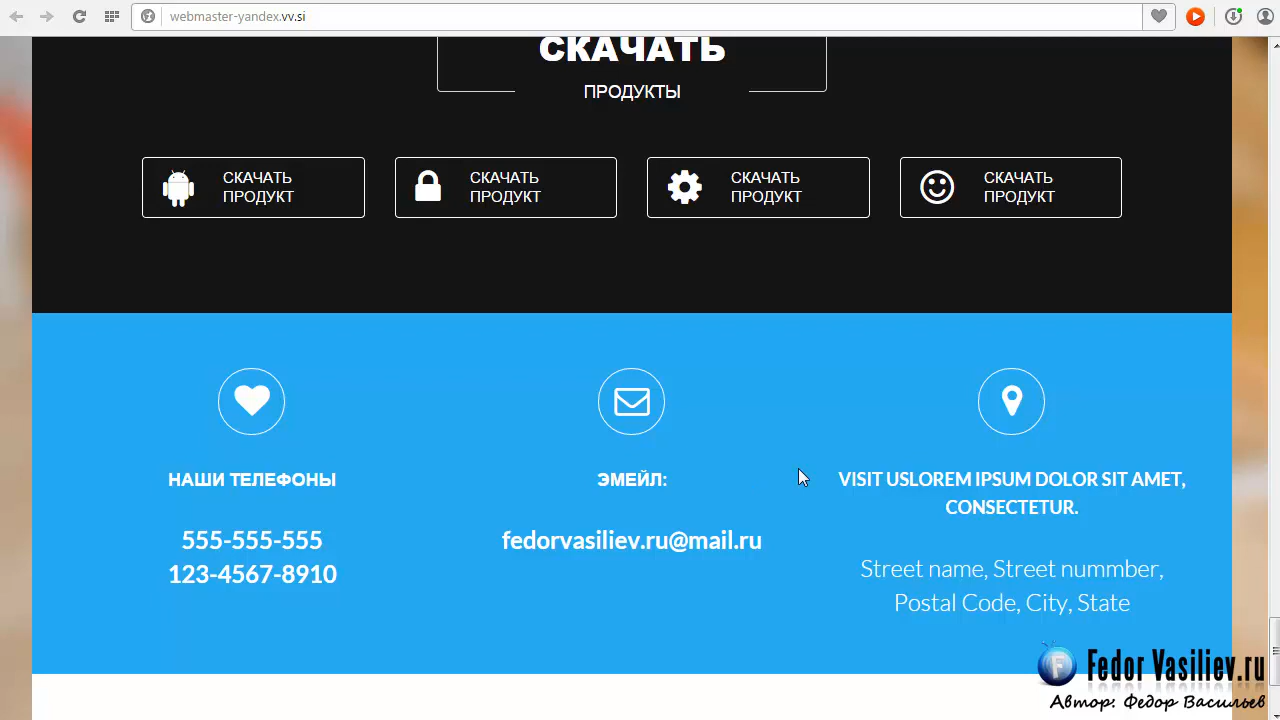 webmaster-yandex.vv.si
СКАЧАТЬ
ПРОДУКТЫ
СКАЧАТЬ
ПРОДУКТ
СКАЧАТЬ
ПРОДУКТ
СКАЧАТЬ
ПРОДУКТ
СКАЧАТЬ
ПРОДУКТ
НАШИ ТЕЛЕФОНЫ
555-555-555
123-4567-8910
ЭМЕЙЛ:
fedorvasiliev.ru@mail.ru
VISIT USLOREM IPSUM DOLOR SIT AMET,
CONSECTETUR.
Street name, Street nummber,
Postal Code, City, State
F Fedor Vasiliev.ru
Автор: Федор Васильев